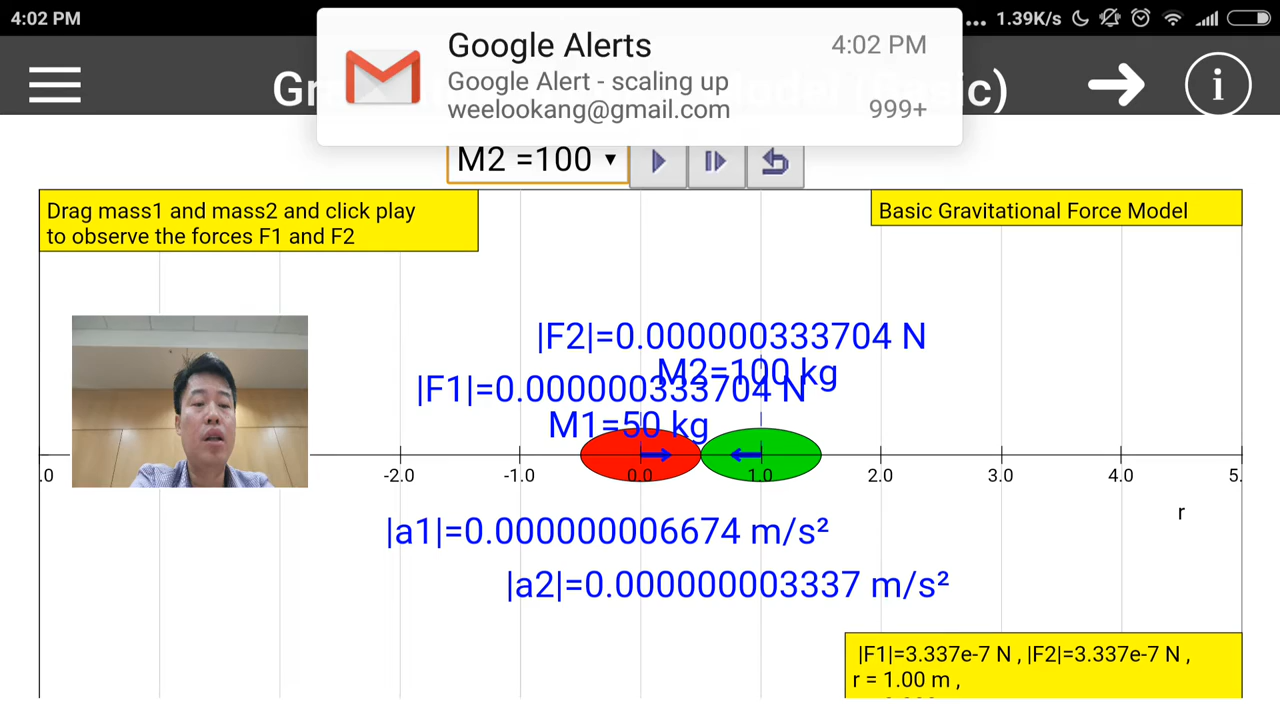 4:02 PM
... 1.39K/s
Google Alerts 4:02 PM
Google Alert - scaling up
weelookang@gmail.com 999+
i
M2 =100 ▾
Drag mass1 and mass2 and click play
to observe the forces F1 and F2
Basic Gravitational Force Model
|F2|=0.000000333704 N
M2=100 kg
|F1|=0.000000333704 N
M1=50 kg
.0 -2.0 -1.0 0.0 1.0 2.0 3.0 4.0 5.
r
|a1|=0.000000006674 m/s²
|a2|=0.000000003337 m/s²
|F1|=3.337e-7 N , |F2|=3.337e-7 N ,
r = 1.00 m ,